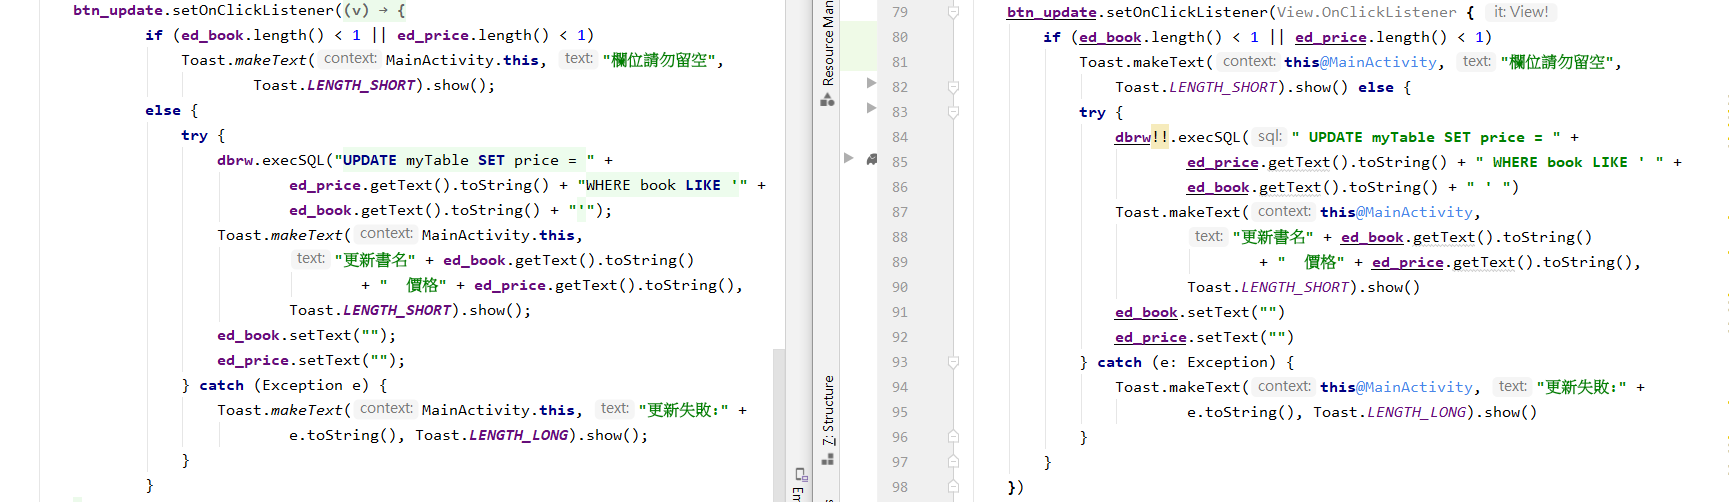 btn_update.setOnClickListener((v) → {
if (ed_book.length() < 1 || ed_price.length() < 1)
Toast.makeText( context: MainActivity.this, text: "欄位請勿留空",
Toast.LENGTH_SHORT).show();
else {
try {
dbrw.execSQL("UPDATE myTable SET price = " +
ed_price.getText().toString() + "WHERE book LIKE '" +
ed_book.getText().toString() + "'");
Toast.makeText( context: MainActivity.this,
text: "更新書名" + ed_book.getText().toString()
+ "  價格" + ed_price.getText().toString(),
Toast.LENGTH_SHORT).show();
ed_book.setText("");
ed_price.setText("");
} catch (Exception e) {
Toast.makeText( context: MainActivity.this, text: "更新失敗:" +
e.toString(), Toast.LENGTH_LONG).show();
}
}
Resource Man
7: Structure
Em
79 btn_update.setOnClickListener(View.OnClickListener { it: View!
80 if (ed_book.length() < 1 || ed_price.length() < 1)
81 Toast.makeText( context: this@MainActivity, text: "欄位請勿留空",
82 Toast.LENGTH_SHORT).show() else {
83 try {
84 dbrw!!.execSQL( sql: " UPDATE myTable SET price = " +
85 ed_price.getText().toString() + " WHERE book LIKE ' " +
86 ed_book.getText().toString() + " ' ")
87 Toast.makeText( context: this@MainActivity,
88 text: "更新書名" + ed_book.getText().toString()
89 + "  價格" + ed_price.getText().toString(),
90 Toast.LENGTH_SHORT).show()
91 ed_book.setText("")
92 ed_price.setText("")
93 } catch (e: Exception) {
94 Toast.makeText( context: this@MainActivity, text: "更新失敗:" +
95 e.toString(), Toast.LENGTH_LONG).show()
96 }
97 }
98 })